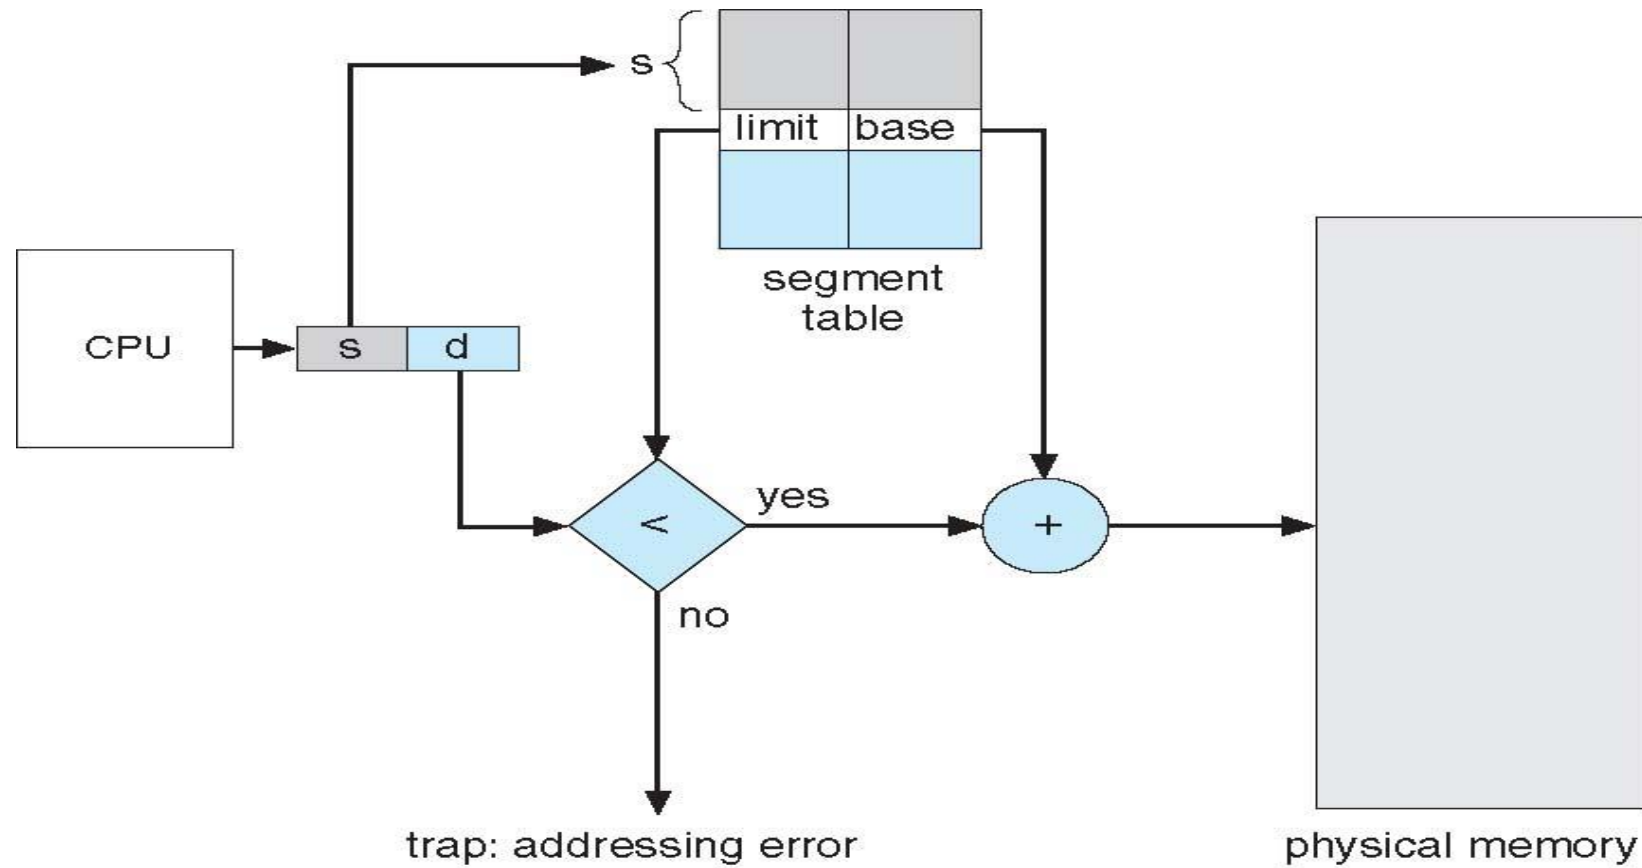 s
limit base
segment
table
CPU
s d
yes
<
+
no
trap: addressing error
physical memory